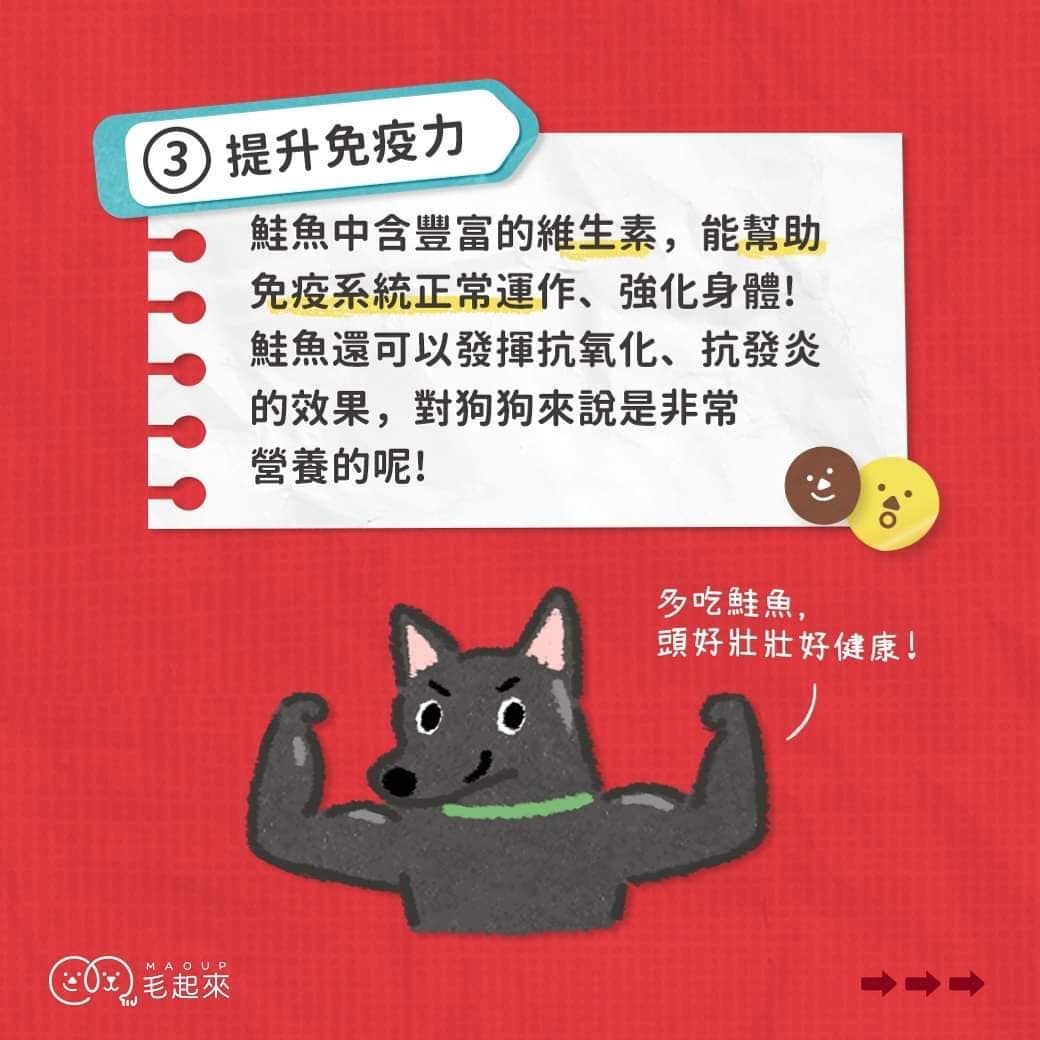 ③ 提升免疫力
鮭魚中含豐富的維生素，能幫助
免疫系統正常運作、強化身體!
鮭魚還可以發揮抗氧化、抗發炎
的效果，對狗狗來說是非常
營養的呢!
多吃鮭魚,
頭好壯壯好健康!
MAOUP
毛起來